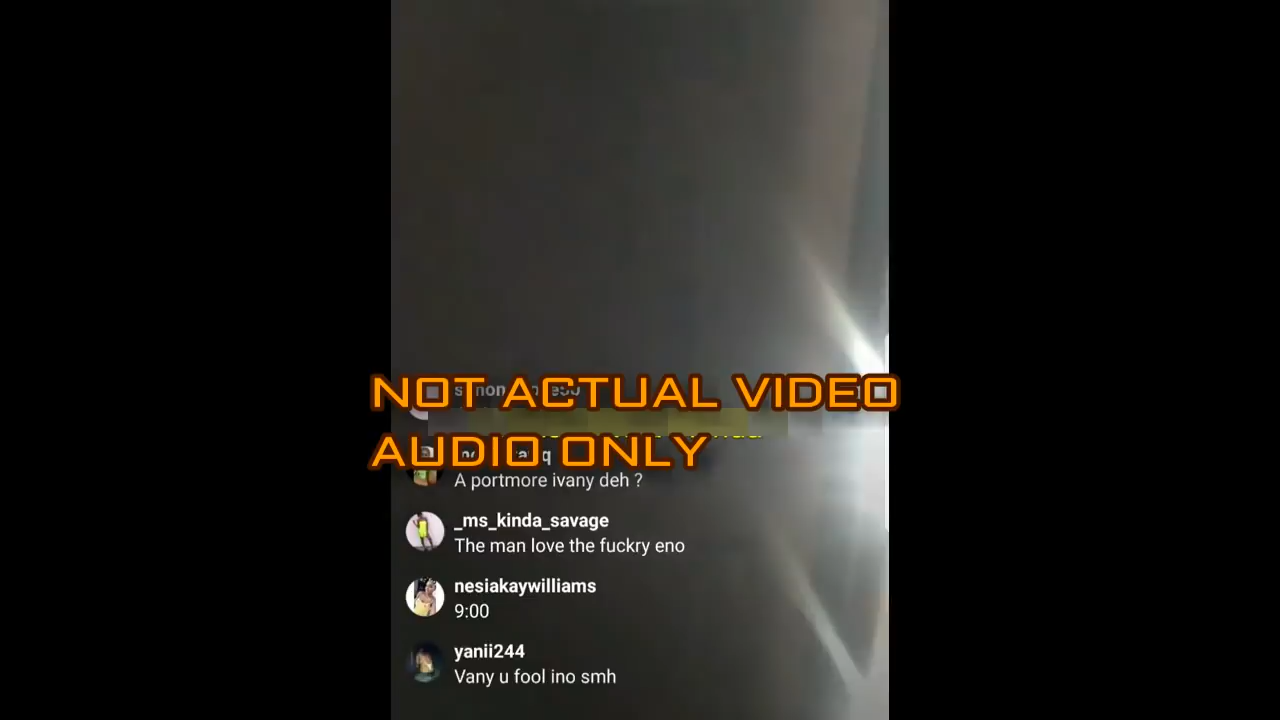 NOT ACTUAL VIDEO
AUDIO ONLY
A portmore ivany deh ?
_ms_kinda_savage
The man love the fuckry eno
nesiakaywilliams
9:00
yanii244
Vany u fool ino smh